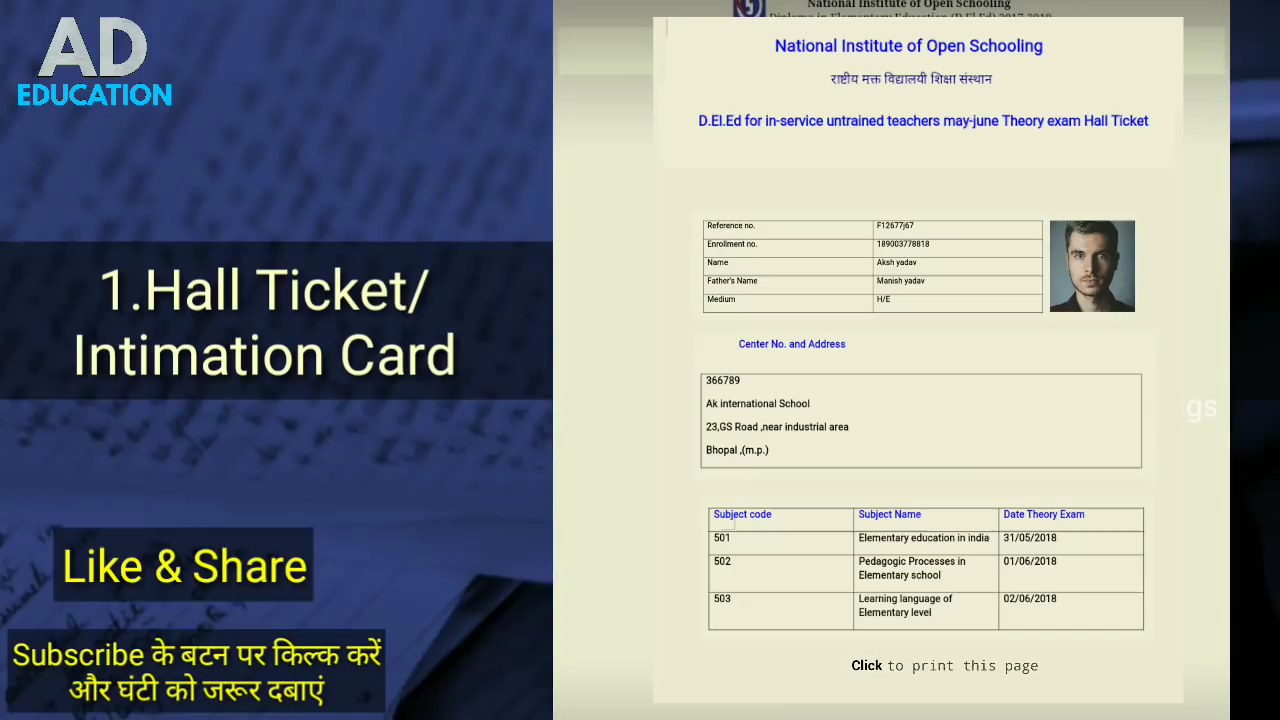 AD
EDUCATION
1.Hall Ticket/
Intimation Card
Like & Share
Subscribe के बटन पर किल्क करें
और घंटी को जरूर दबाएं
National Institute of Open Schooling
National Institute of Open Schooling
राष्टीय मक्त विद्यालयी शिक्षा संस्थान
D.El.Ed for in-service untrained teachers may-june Theory exam Hall Ticket
Reference no. F12677j67
Enrollment no. 189003778818
Name Aksh yadav
Father's Name Manish yadav
Medium H/E
Center No. and Address
366789
Ak international School
23,GS Road ,near industrial area
Bhopal ,(m.p.)
gs
Subject code Subject Name Date Theory Exam
501 Elementary education in india 31/05/2018
502 Pedagogic Processes in 01/06/2018
Elementary school
503 Learning language of 02/06/2018
Elementary level
Click to print this page